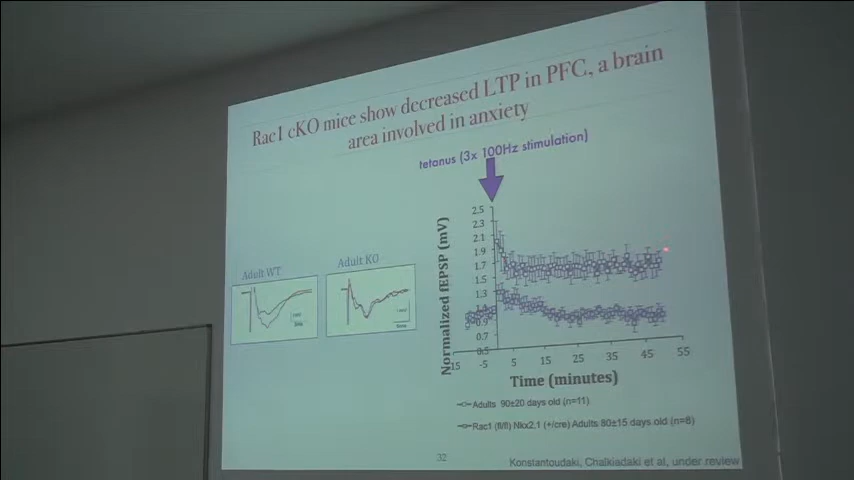 Rac1 cKO mice show decreased LTP in PFC, a brain
area involved in anxiety
tetanus (3x 100Hz stimulation)
Adult WT
Adult KO
Normalized fEPSP (mV)
2.5
2.3
2.1
1.9
1.7
1.5
1.3
1.1
0.9
0.7
0.5
-15
-5
5
15
25
35
45
55
Time (minutes)
Adults 90±20 days old (n=11)
Rac1 (fl/fl) Nkx2.1 (+/cre) Adults 80±15 days old (n=6)
32
Konstantoudaki, Chalkiadaki et al, under review